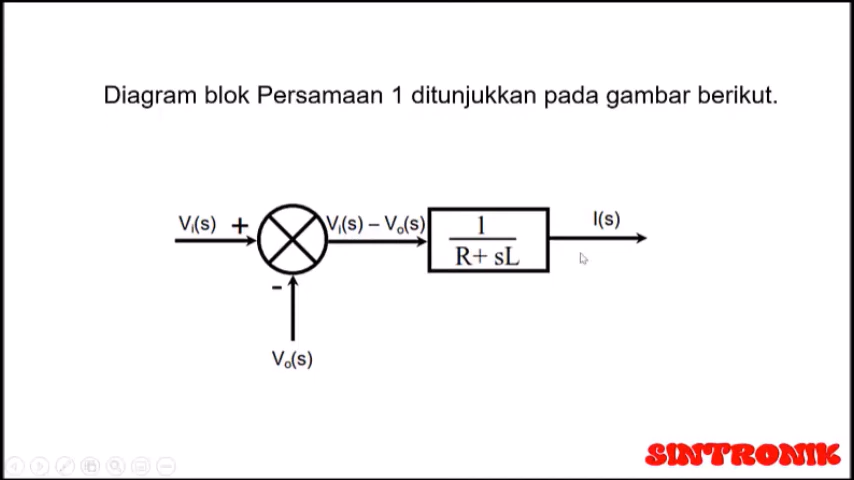 Diagram blok Persamaan 1 ditunjukkan pada gambar berikut.
Vᵢ(s) + Vᵢ(s) – Vₒ(s) 1 I(s)
R+ sL
-
Vₒ(s)
SINTRONIK